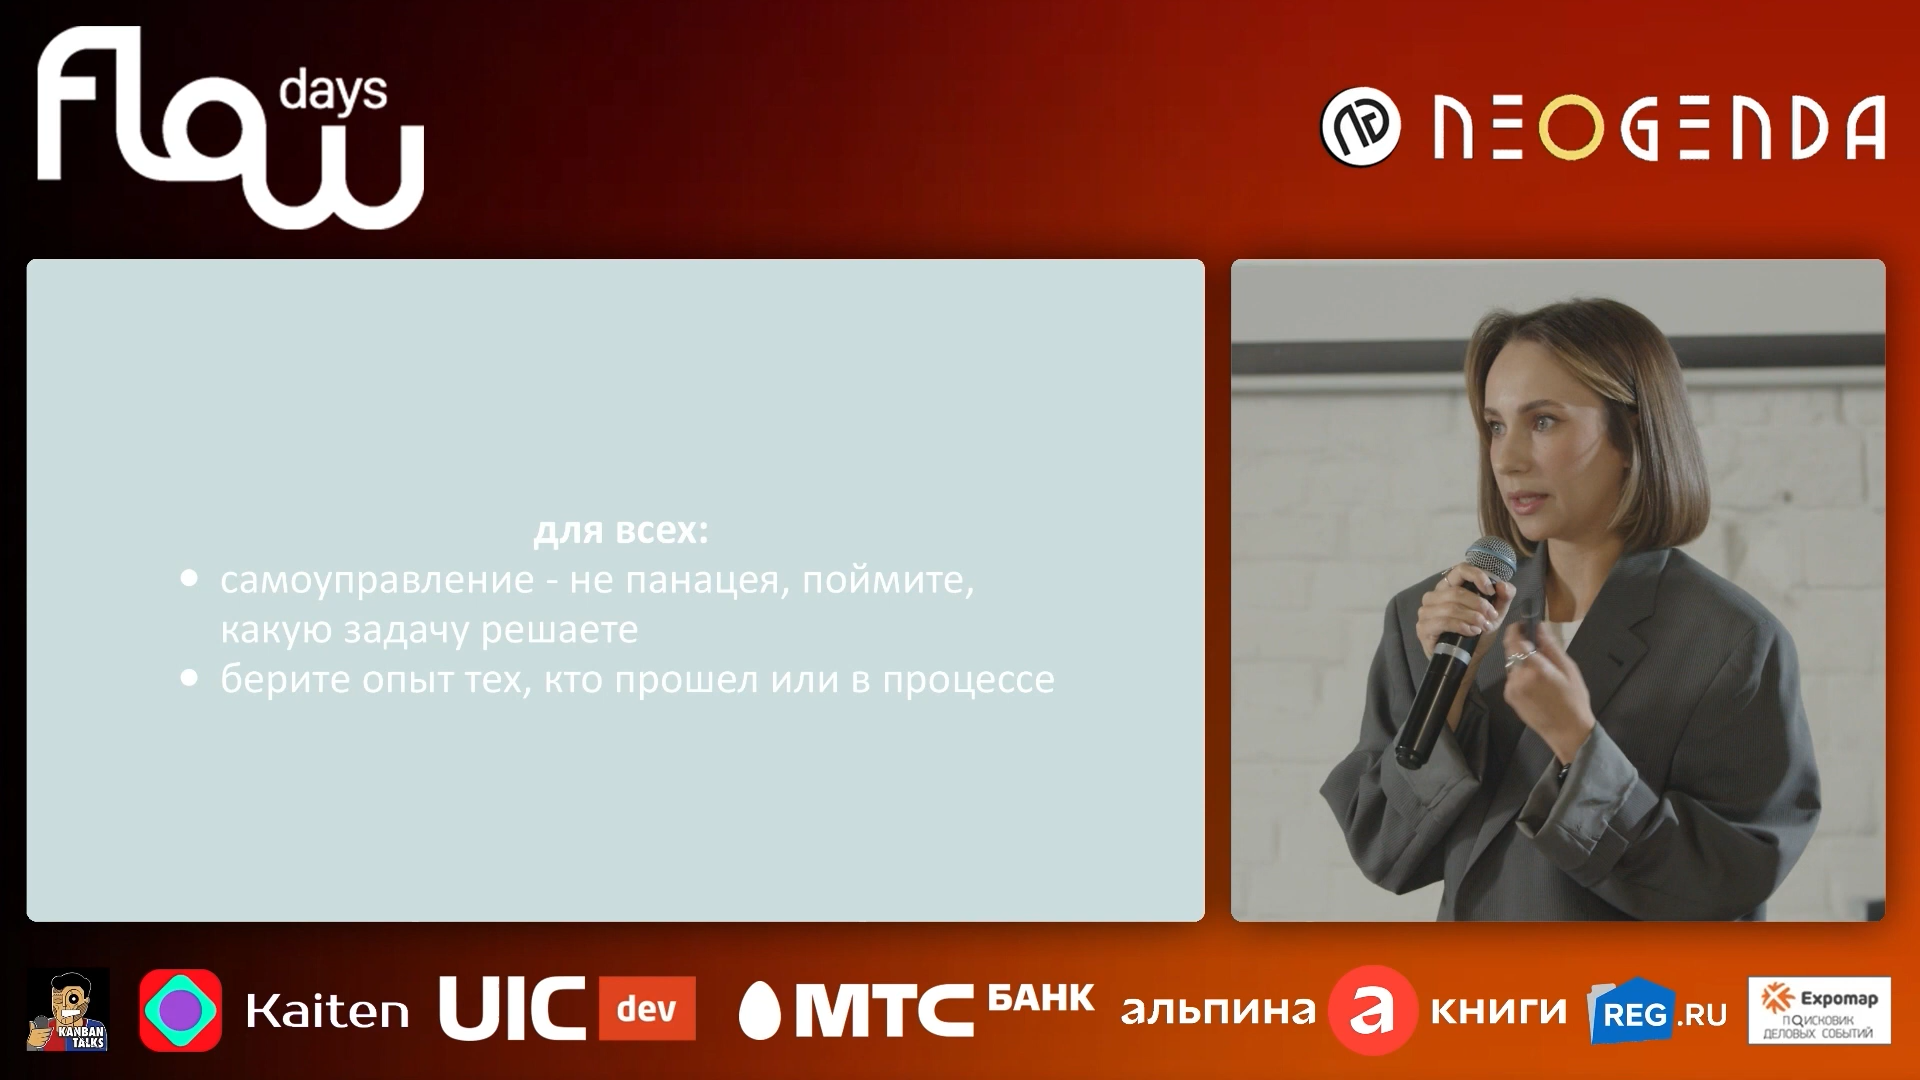 flow
days
NEOGENDA
для всех:
самоуправление - не панацея, поймите,
какую задачу решаете
берите опыт тех, кто прошел или в процессе
KANBAN
TALKS
Kaiten
UIC dev
МТС БАНК
альпина а книги
REG.RU
Expomap
ПОИСКОВИК
ДЕЛОВЫХ СОБЫТИЙ